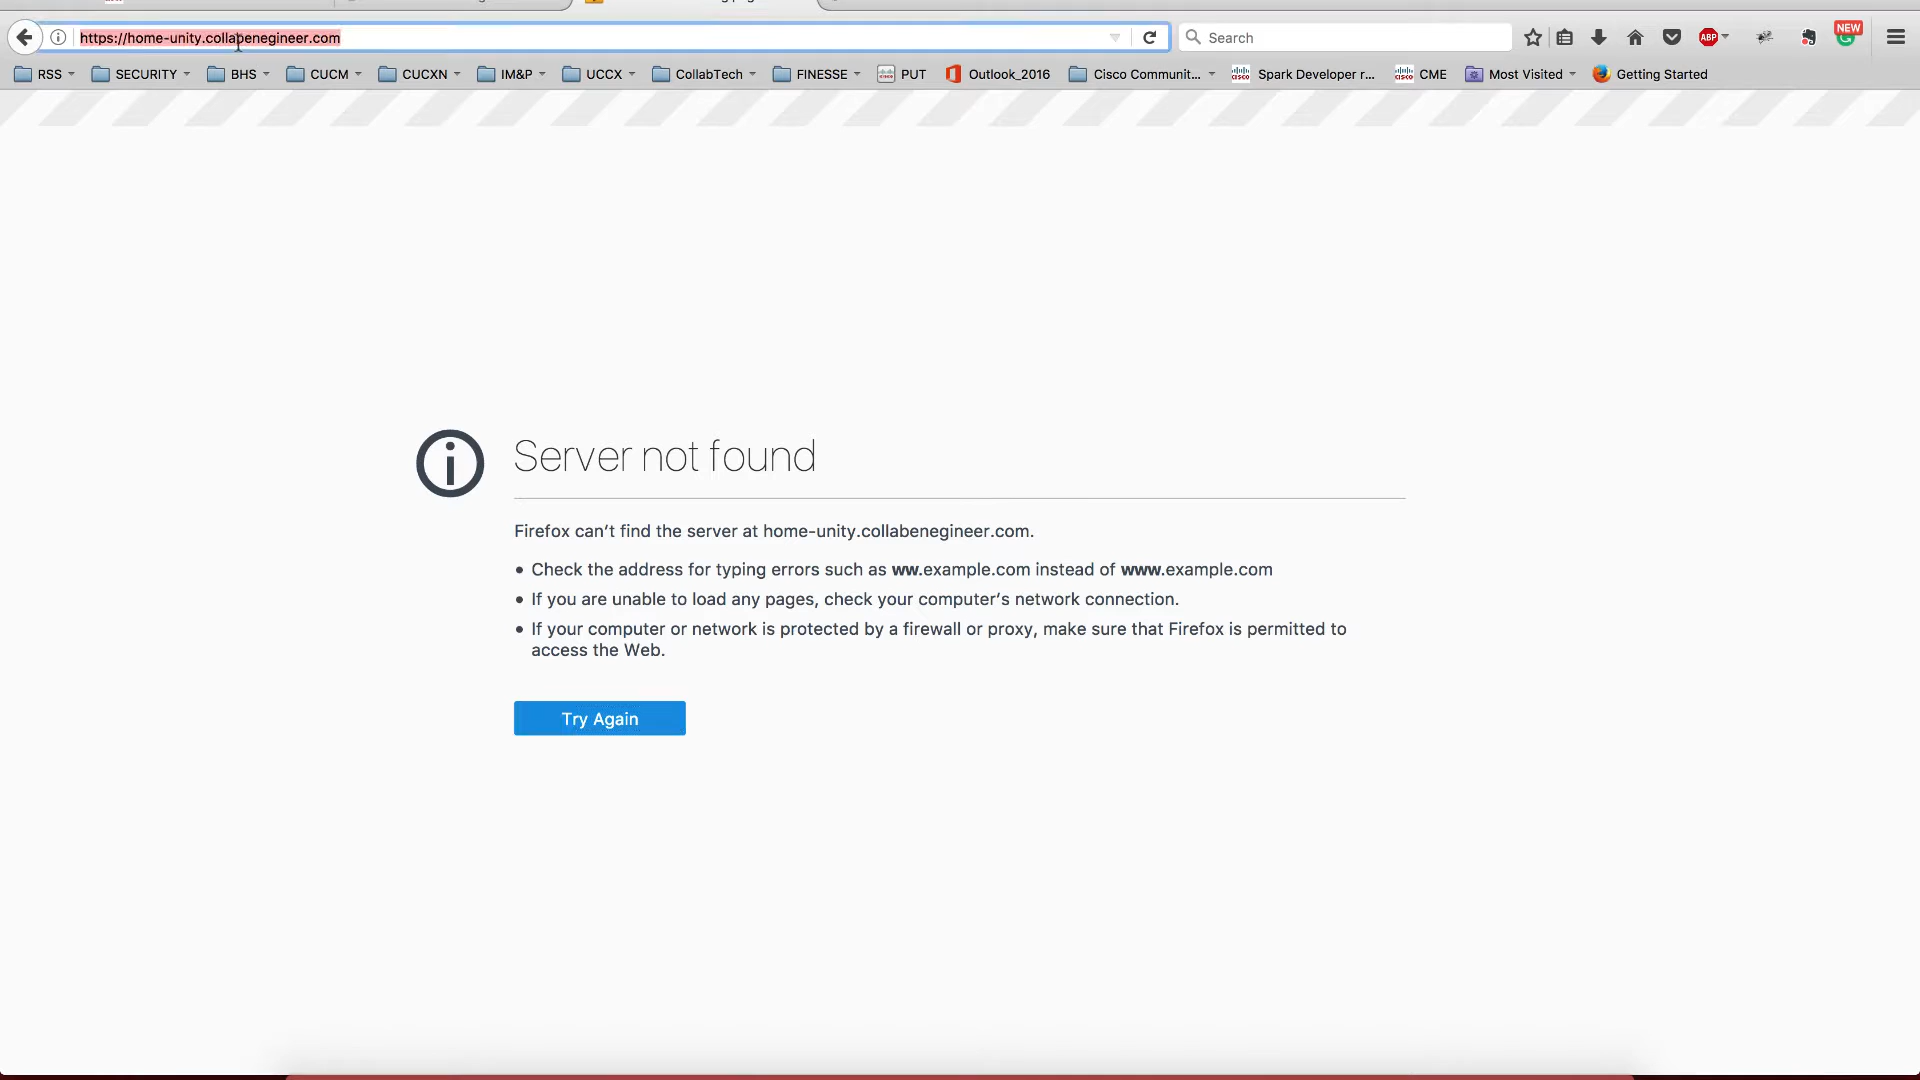 https://home-unity.collabenegineer.com
Search
NEW
ABP
RSS SECURITY BHS CUCM CUCXN IM&P UCCX CollabTech FINESSE PUT Outlook_2016 Cisco Communit... Spark Developer r... CME Most Visited Getting Started
Server not found
Firefox can't find the server at home-unity.collabenegineer.com.
• Check the address for typing errors such as ww.example.com instead of www.example.com
• If you are unable to load any pages, check your computer's network connection.
• If your computer or network is protected by a firewall or proxy, make sure that Firefox is permitted to
access the Web.
Try Again